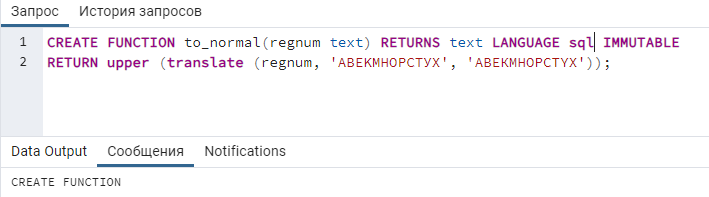 Запрос История запросов
1 CREATE FUNCTION to_normal(regnum text) RETURNS text LANGUAGE sql IMMUTABLE
2 RETURN upper (translate (regnum, 'АВЕКМНОРСТУХ', 'ABEKMHOPCTYX'));
Data Output Сообщения Notifications
CREATE FUNCTION